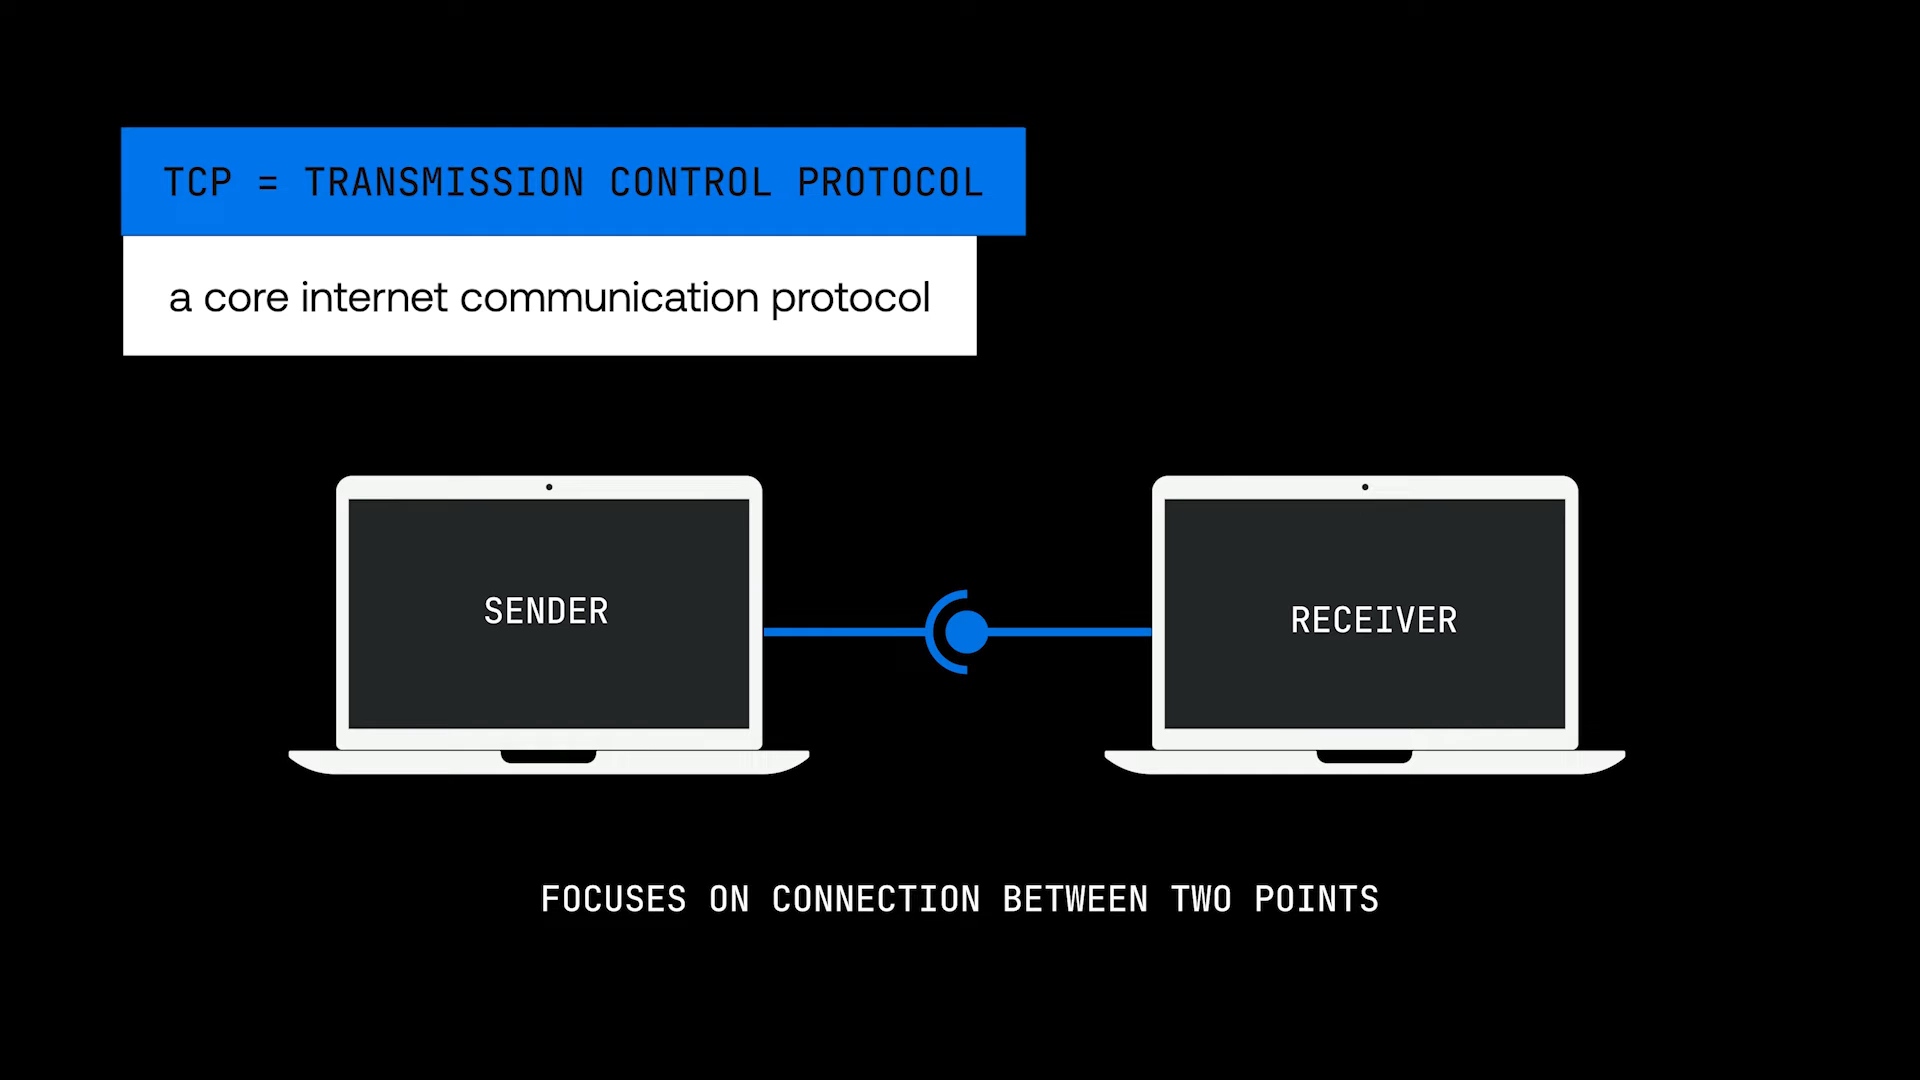 TCP = TRANSMISSION CONTROL PROTOCOL
a core internet communication protocol
SENDER
RECEIVER
FOCUSES ON CONNECTION BETWEEN TWO POINTS